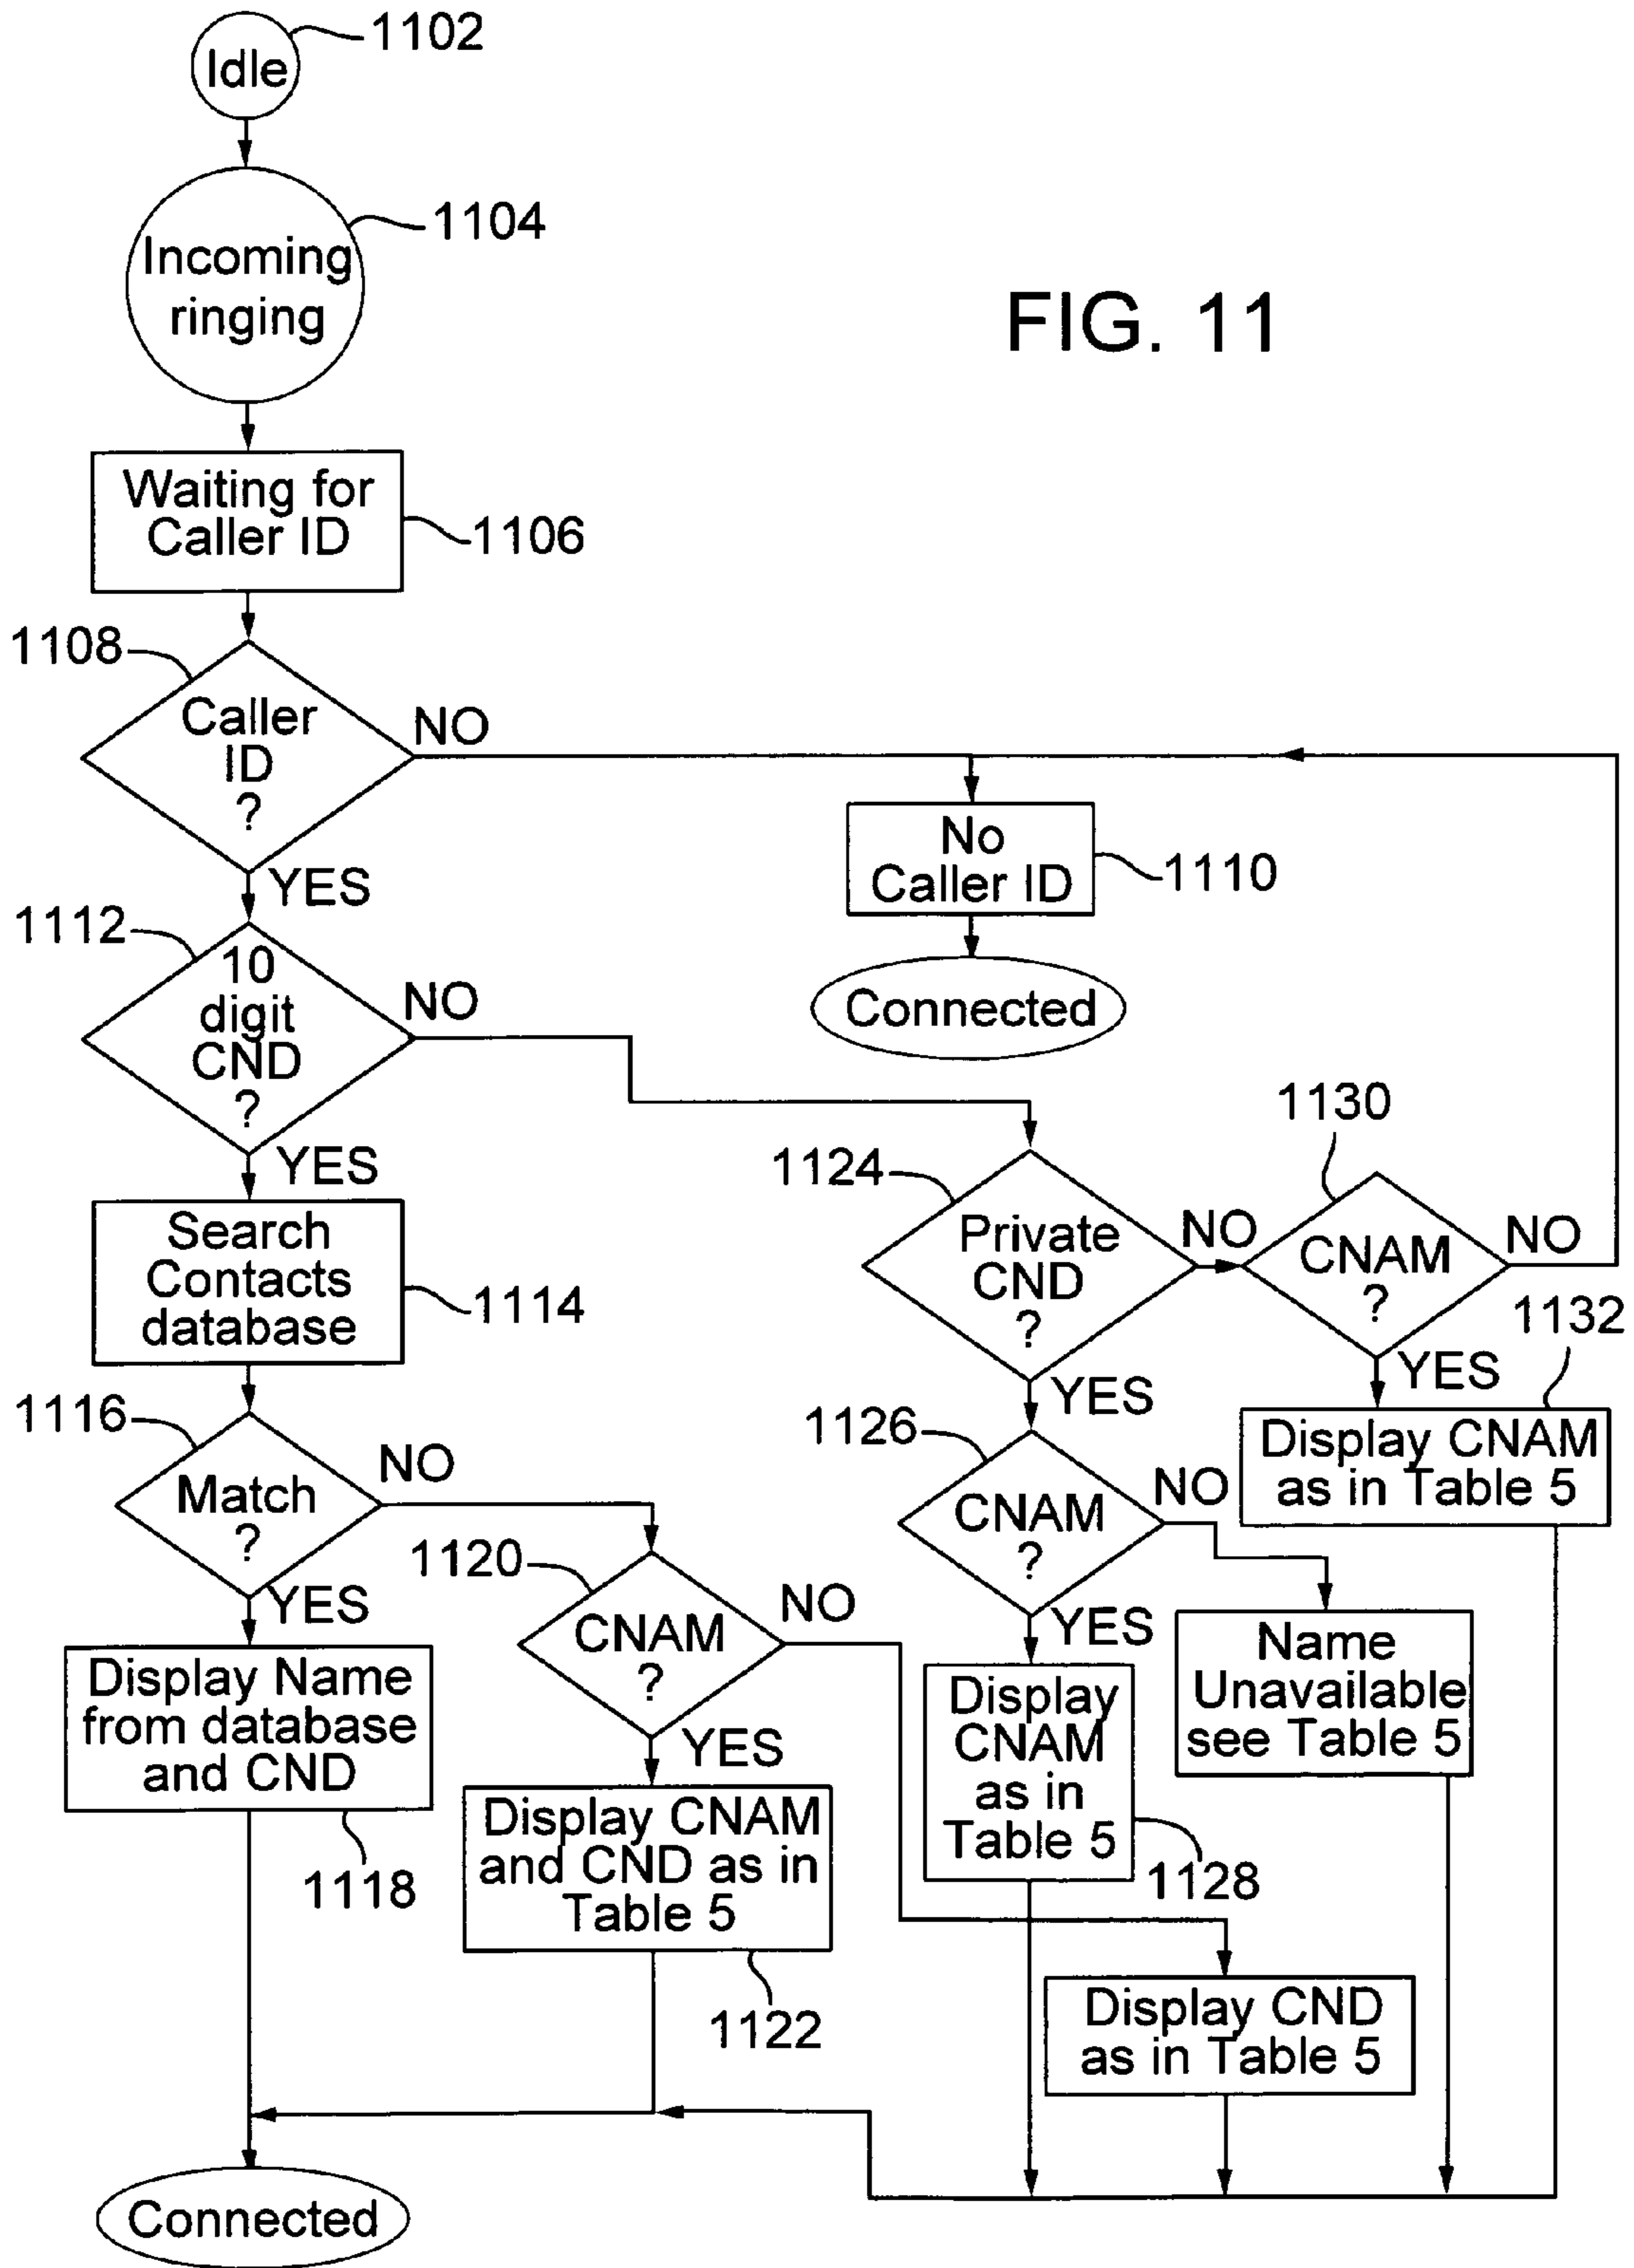 1102
Idle
1104
Incoming
ringing
FIG. 11
Waiting for
Caller ID
1106
1108
Caller
ID
?
NO
YES
No
Caller ID
1110
Connected
1112
10
digit
CND
?
NO
YES
Search
Contacts
database
1114
1124
Private
CND
?
NO
YES
1130
CNAM
?
NO
YES
1132
Display CNAM
as in Table 5
1116
Match
?
NO
YES
1126
CNAM
?
NO
YES
Name
Unavailable
see Table 5
1120
CNAM
?
NO
YES
Display Name
from database
and CND
1118
Display CNAM
and CND as in
Table 5
1122
Display
CNAM
as in
Table 5
1128
Display CND
as in Table 5
Connected